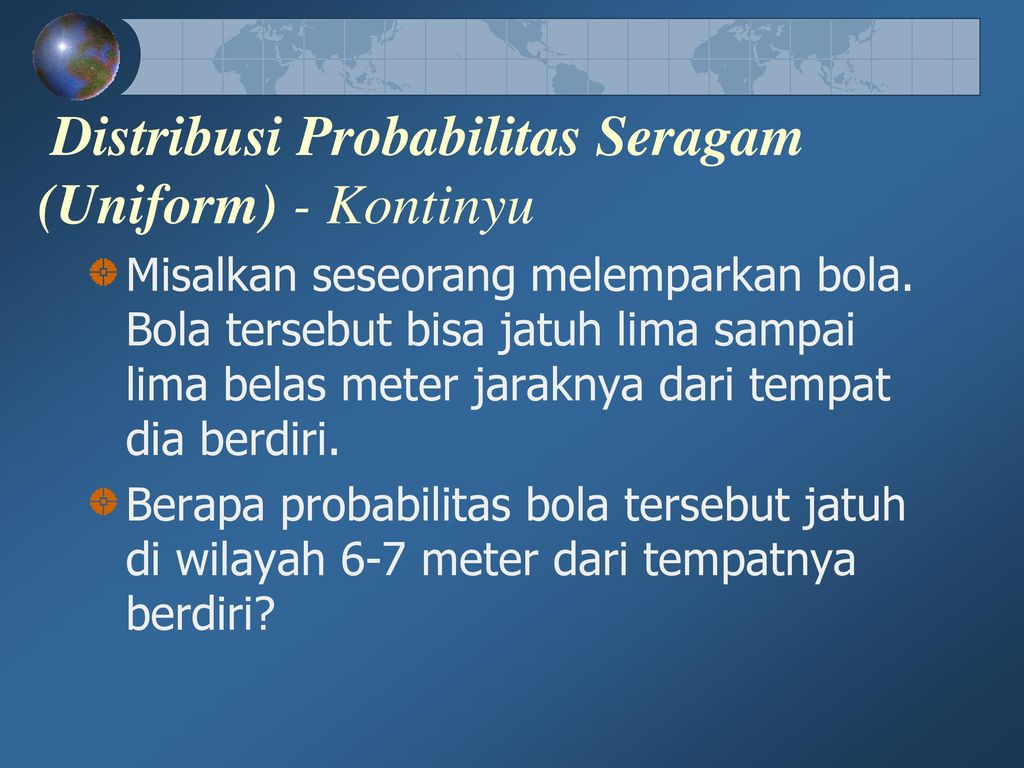 Distribusi Probabilitas Seragam
(Uniform) - Kontinyu
Misalkan seseorang melemparkan bola.
Bola tersebut bisa jatuh lima sampai
lima belas meter jaraknya dari tempat
dia berdiri.
Berapa probabilitas bola tersebut jatuh
di wilayah 6-7 meter dari tempatnya
berdiri?